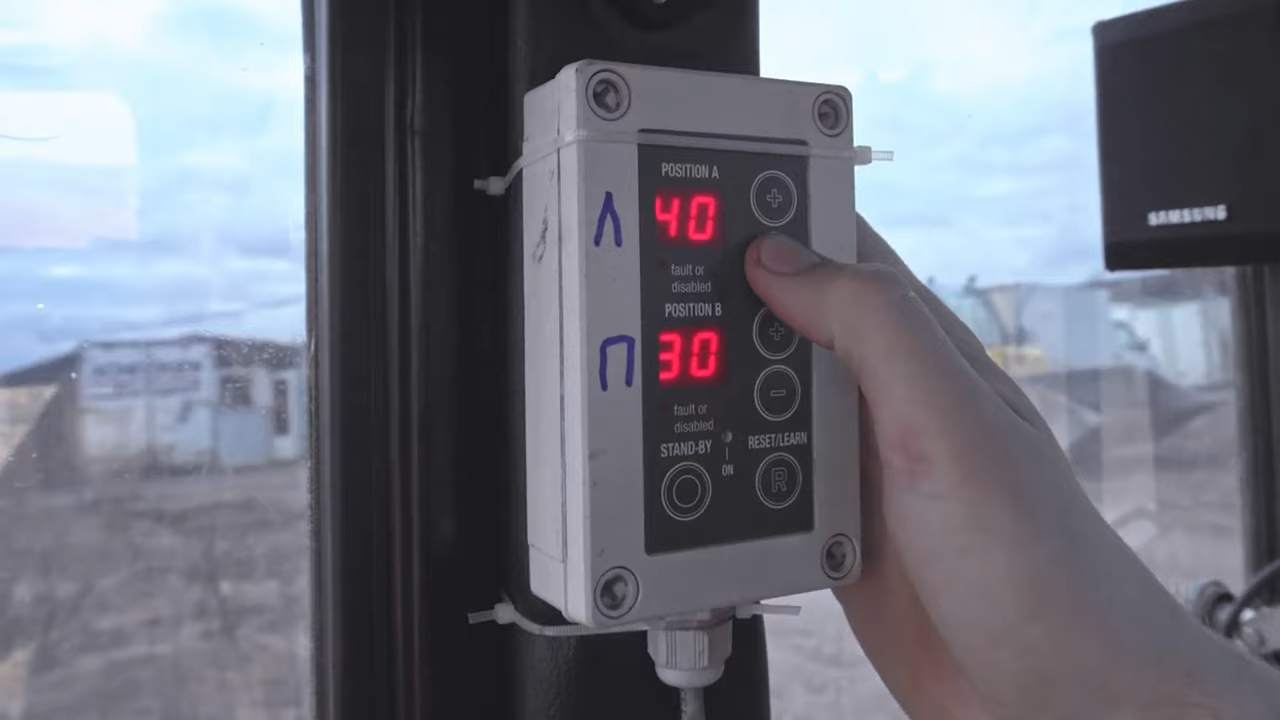 POSITION A
Л
40
+
fault or
disabled
POSITION B
П
30
+
-
fault or
disabled
STAND-BY
ON
RESET/LEARN
R
SAMSUNG